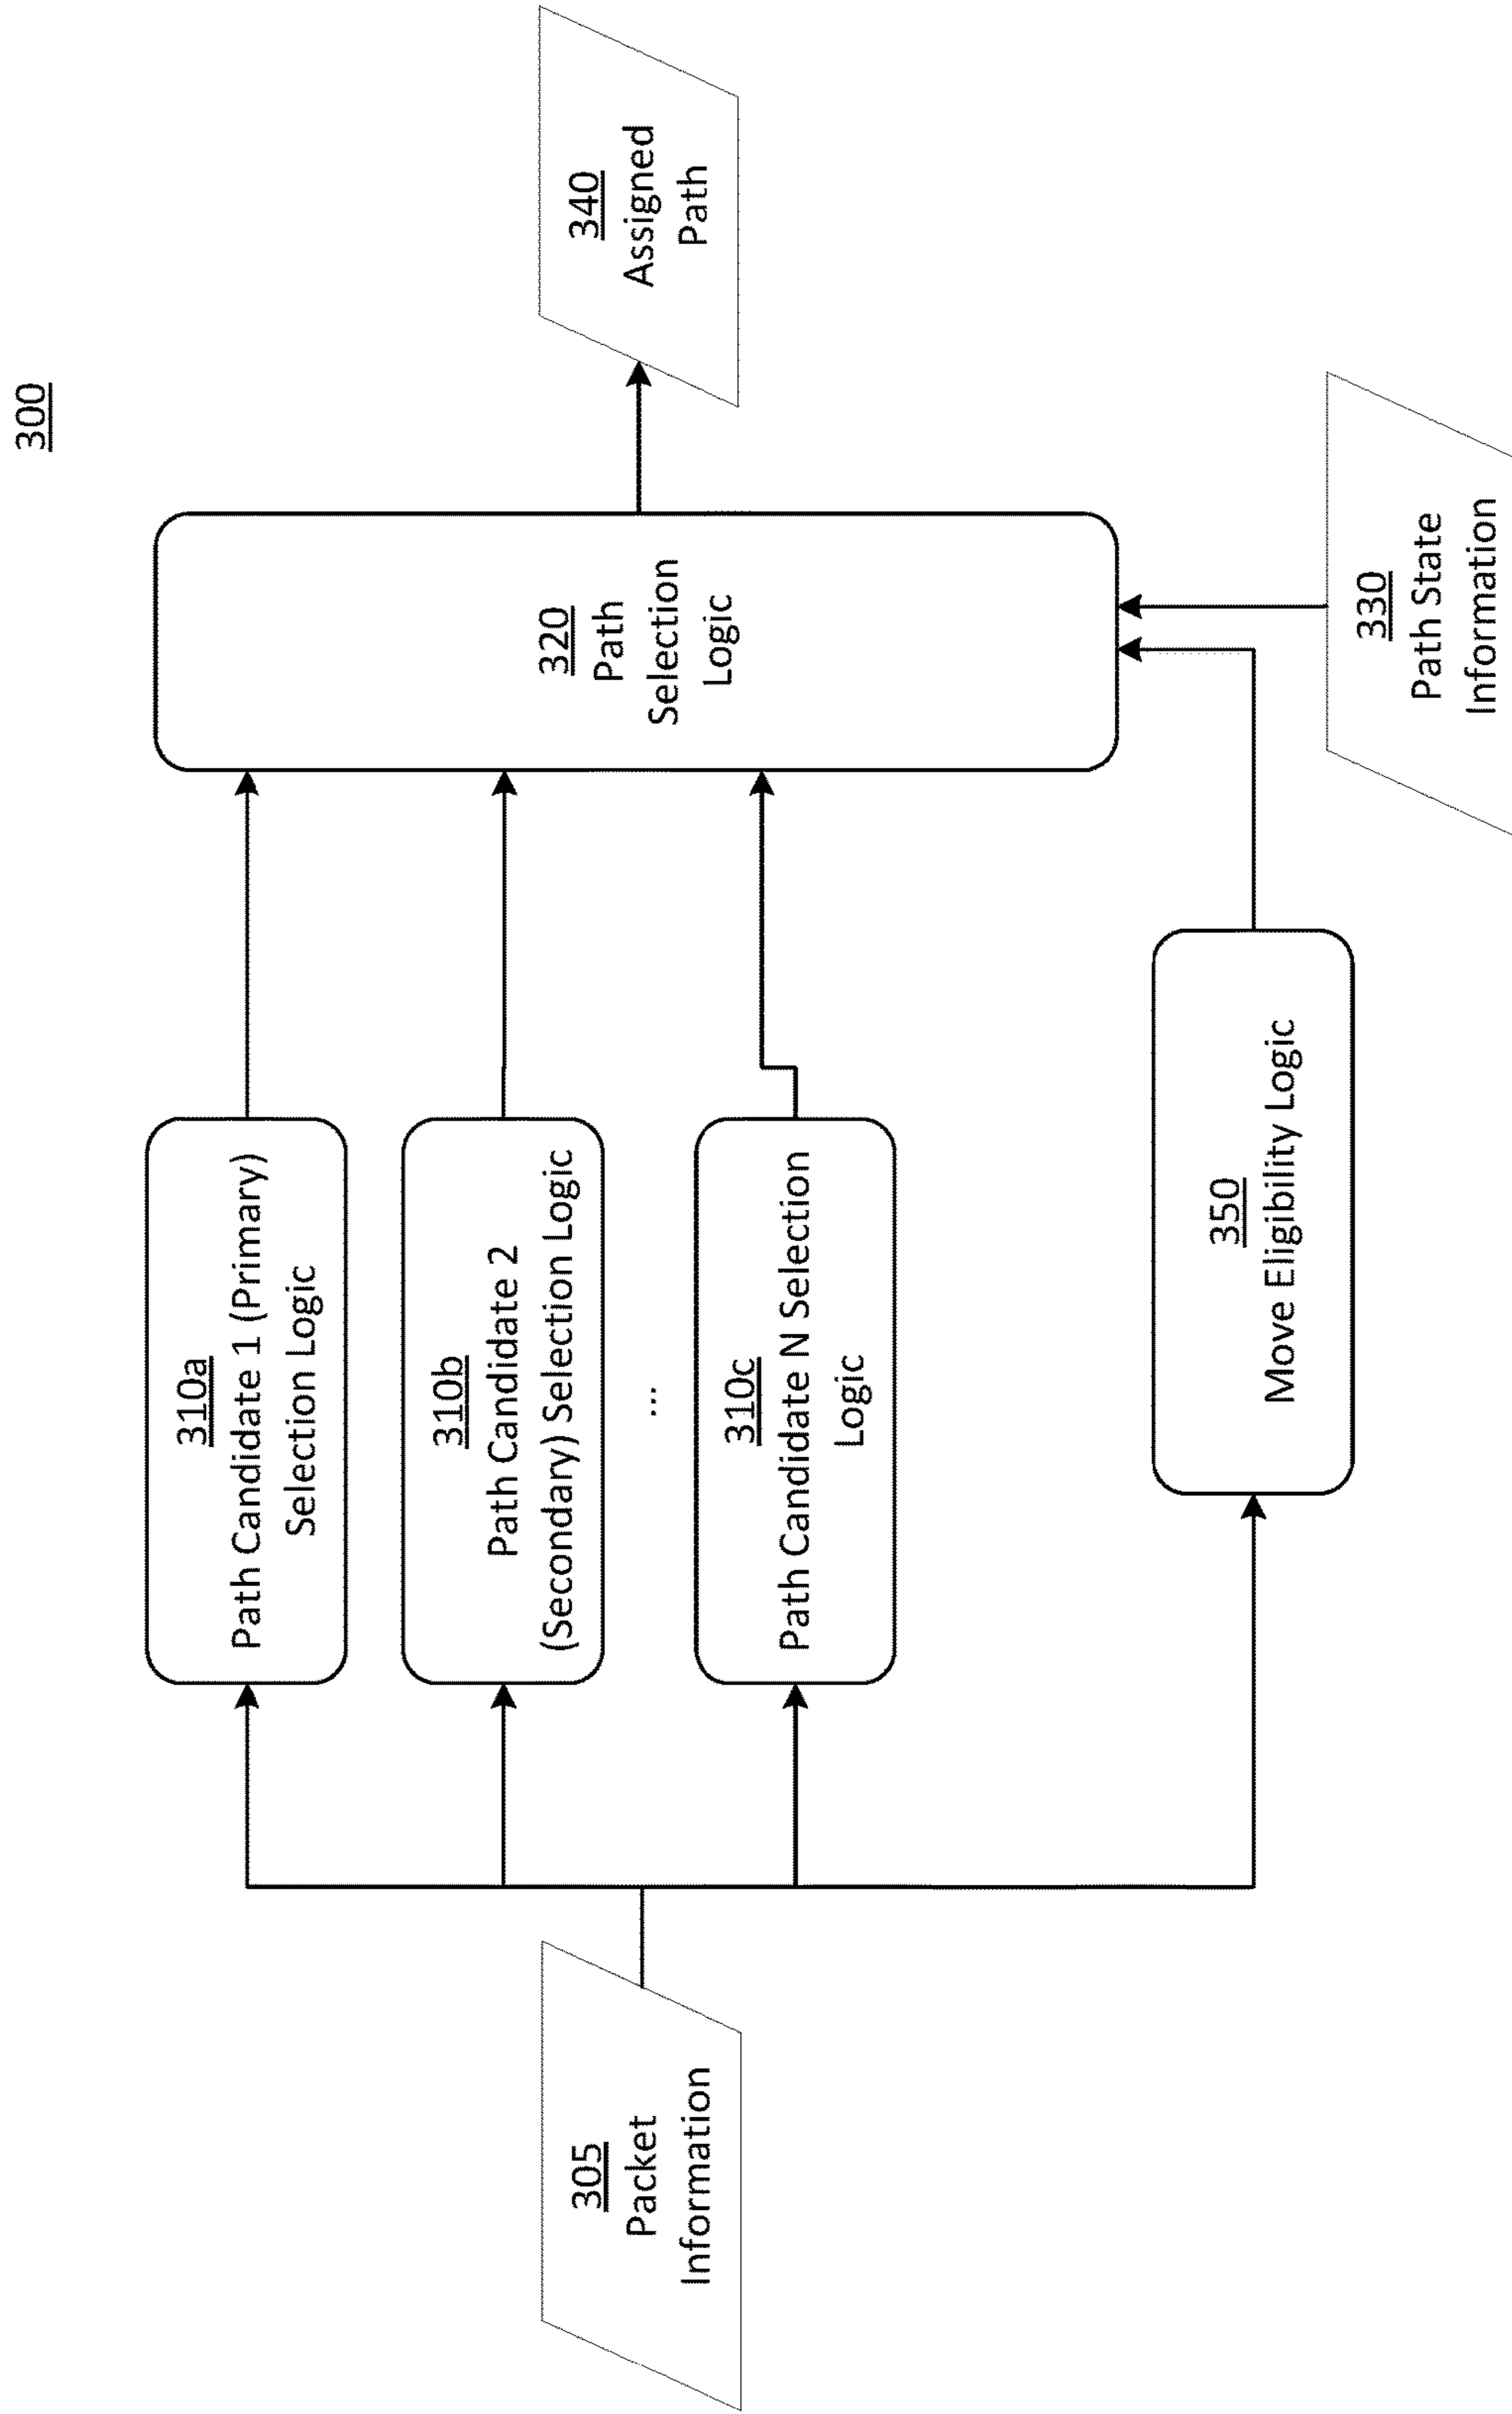 300
305
Packet
Information
310a
Path Candidate 1 (Primary)
Selection Logic
310b
Path Candidate 2
(Secondary) Selection Logic
...
310c
Path Candidate N Selection
Logic
350
Move Eligibility Logic
320
Path
Selection
Logic
330
Path State
Information
340
Assigned
Path